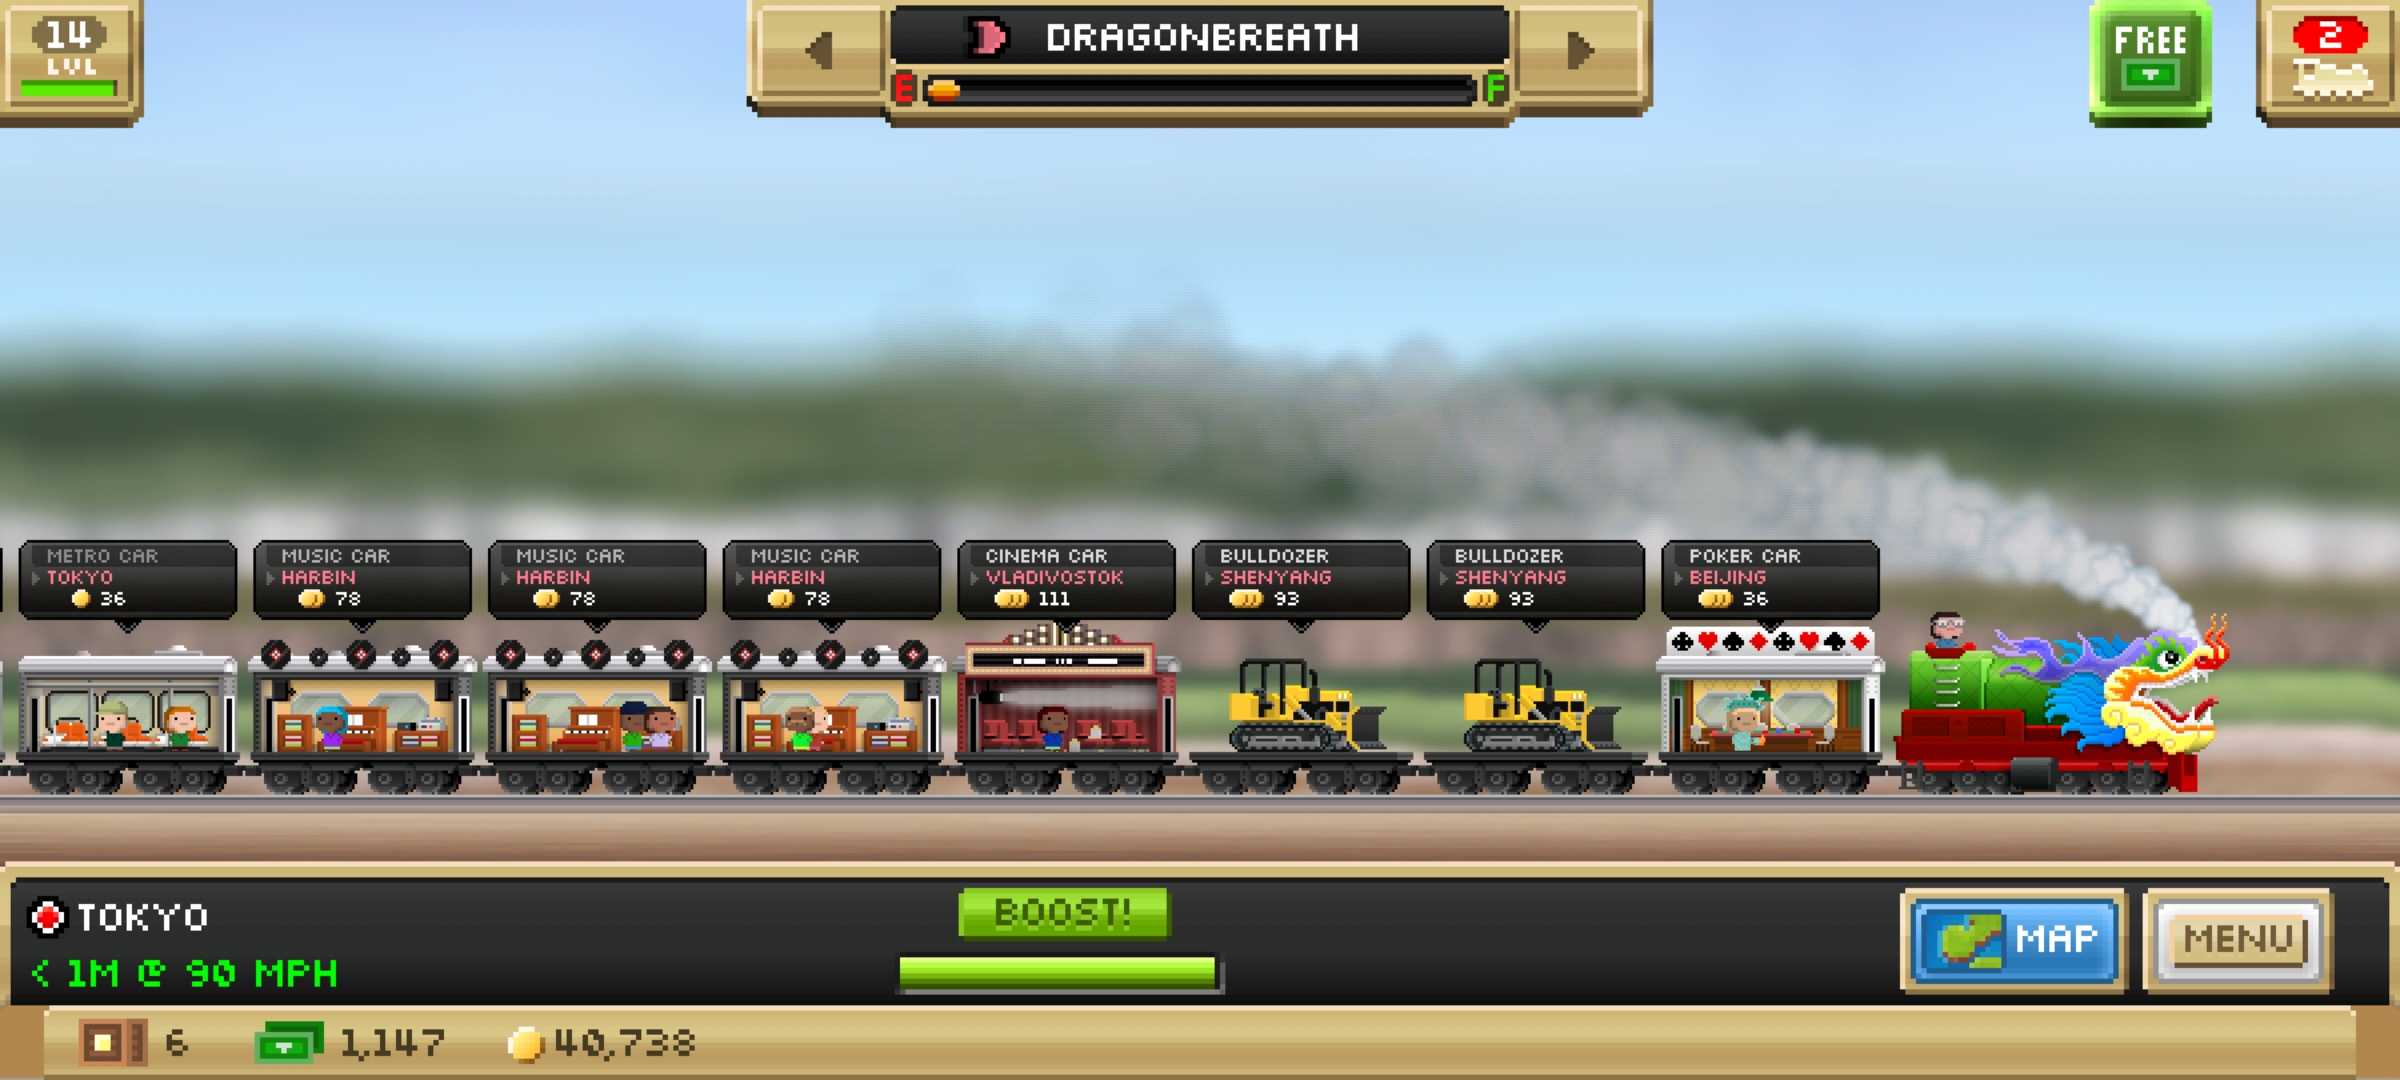 14
LVL
DRAGONBREATH
E F
FREE
2
METRO CAR
TOKYO
36
MUSIC CAR
HARBIN
78
MUSIC CAR
HARBIN
78
MUSIC CAR
HARBIN
78
CINEMA CAR
VLADIVOSTOK
111
BULLDOZER
SHENYANG
93
BULLDOZER
SHENYANG
93
POKER CAR
BEIJING
36
TOKYO
< 1M @ 90 MPH
BOOST!
MAP
MENU
6
1,147
40,738